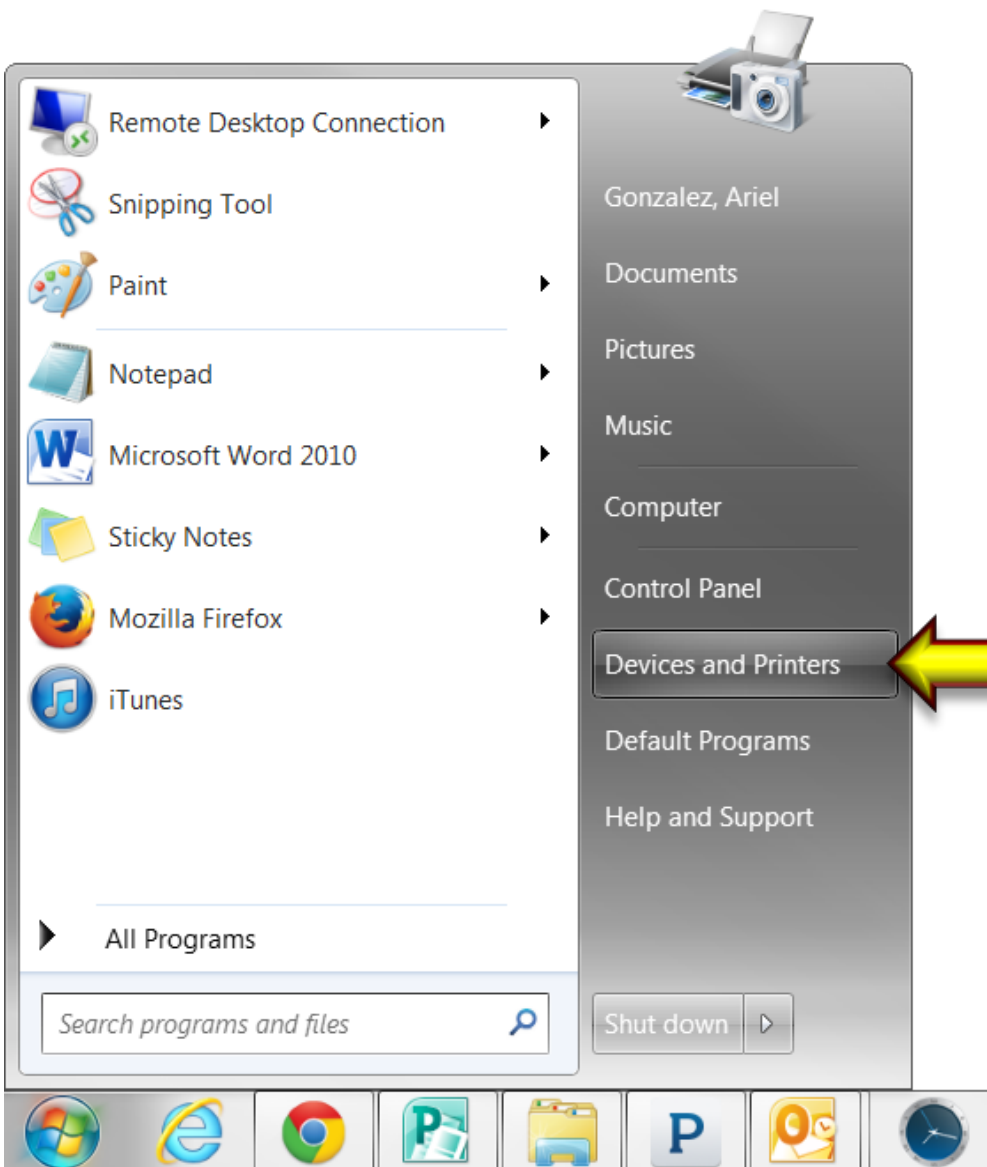 Remote Desktop Connection
Snipping Tool
Paint
Notepad
Microsoft Word 2010
Sticky Notes
Mozilla Firefox
iTunes
All Programs
Search programs and files
Gonzalez, Ariel
Documents
Pictures
Music
Computer
Control Panel
Devices and Printers
Default Programs
Help and Support
Shut down